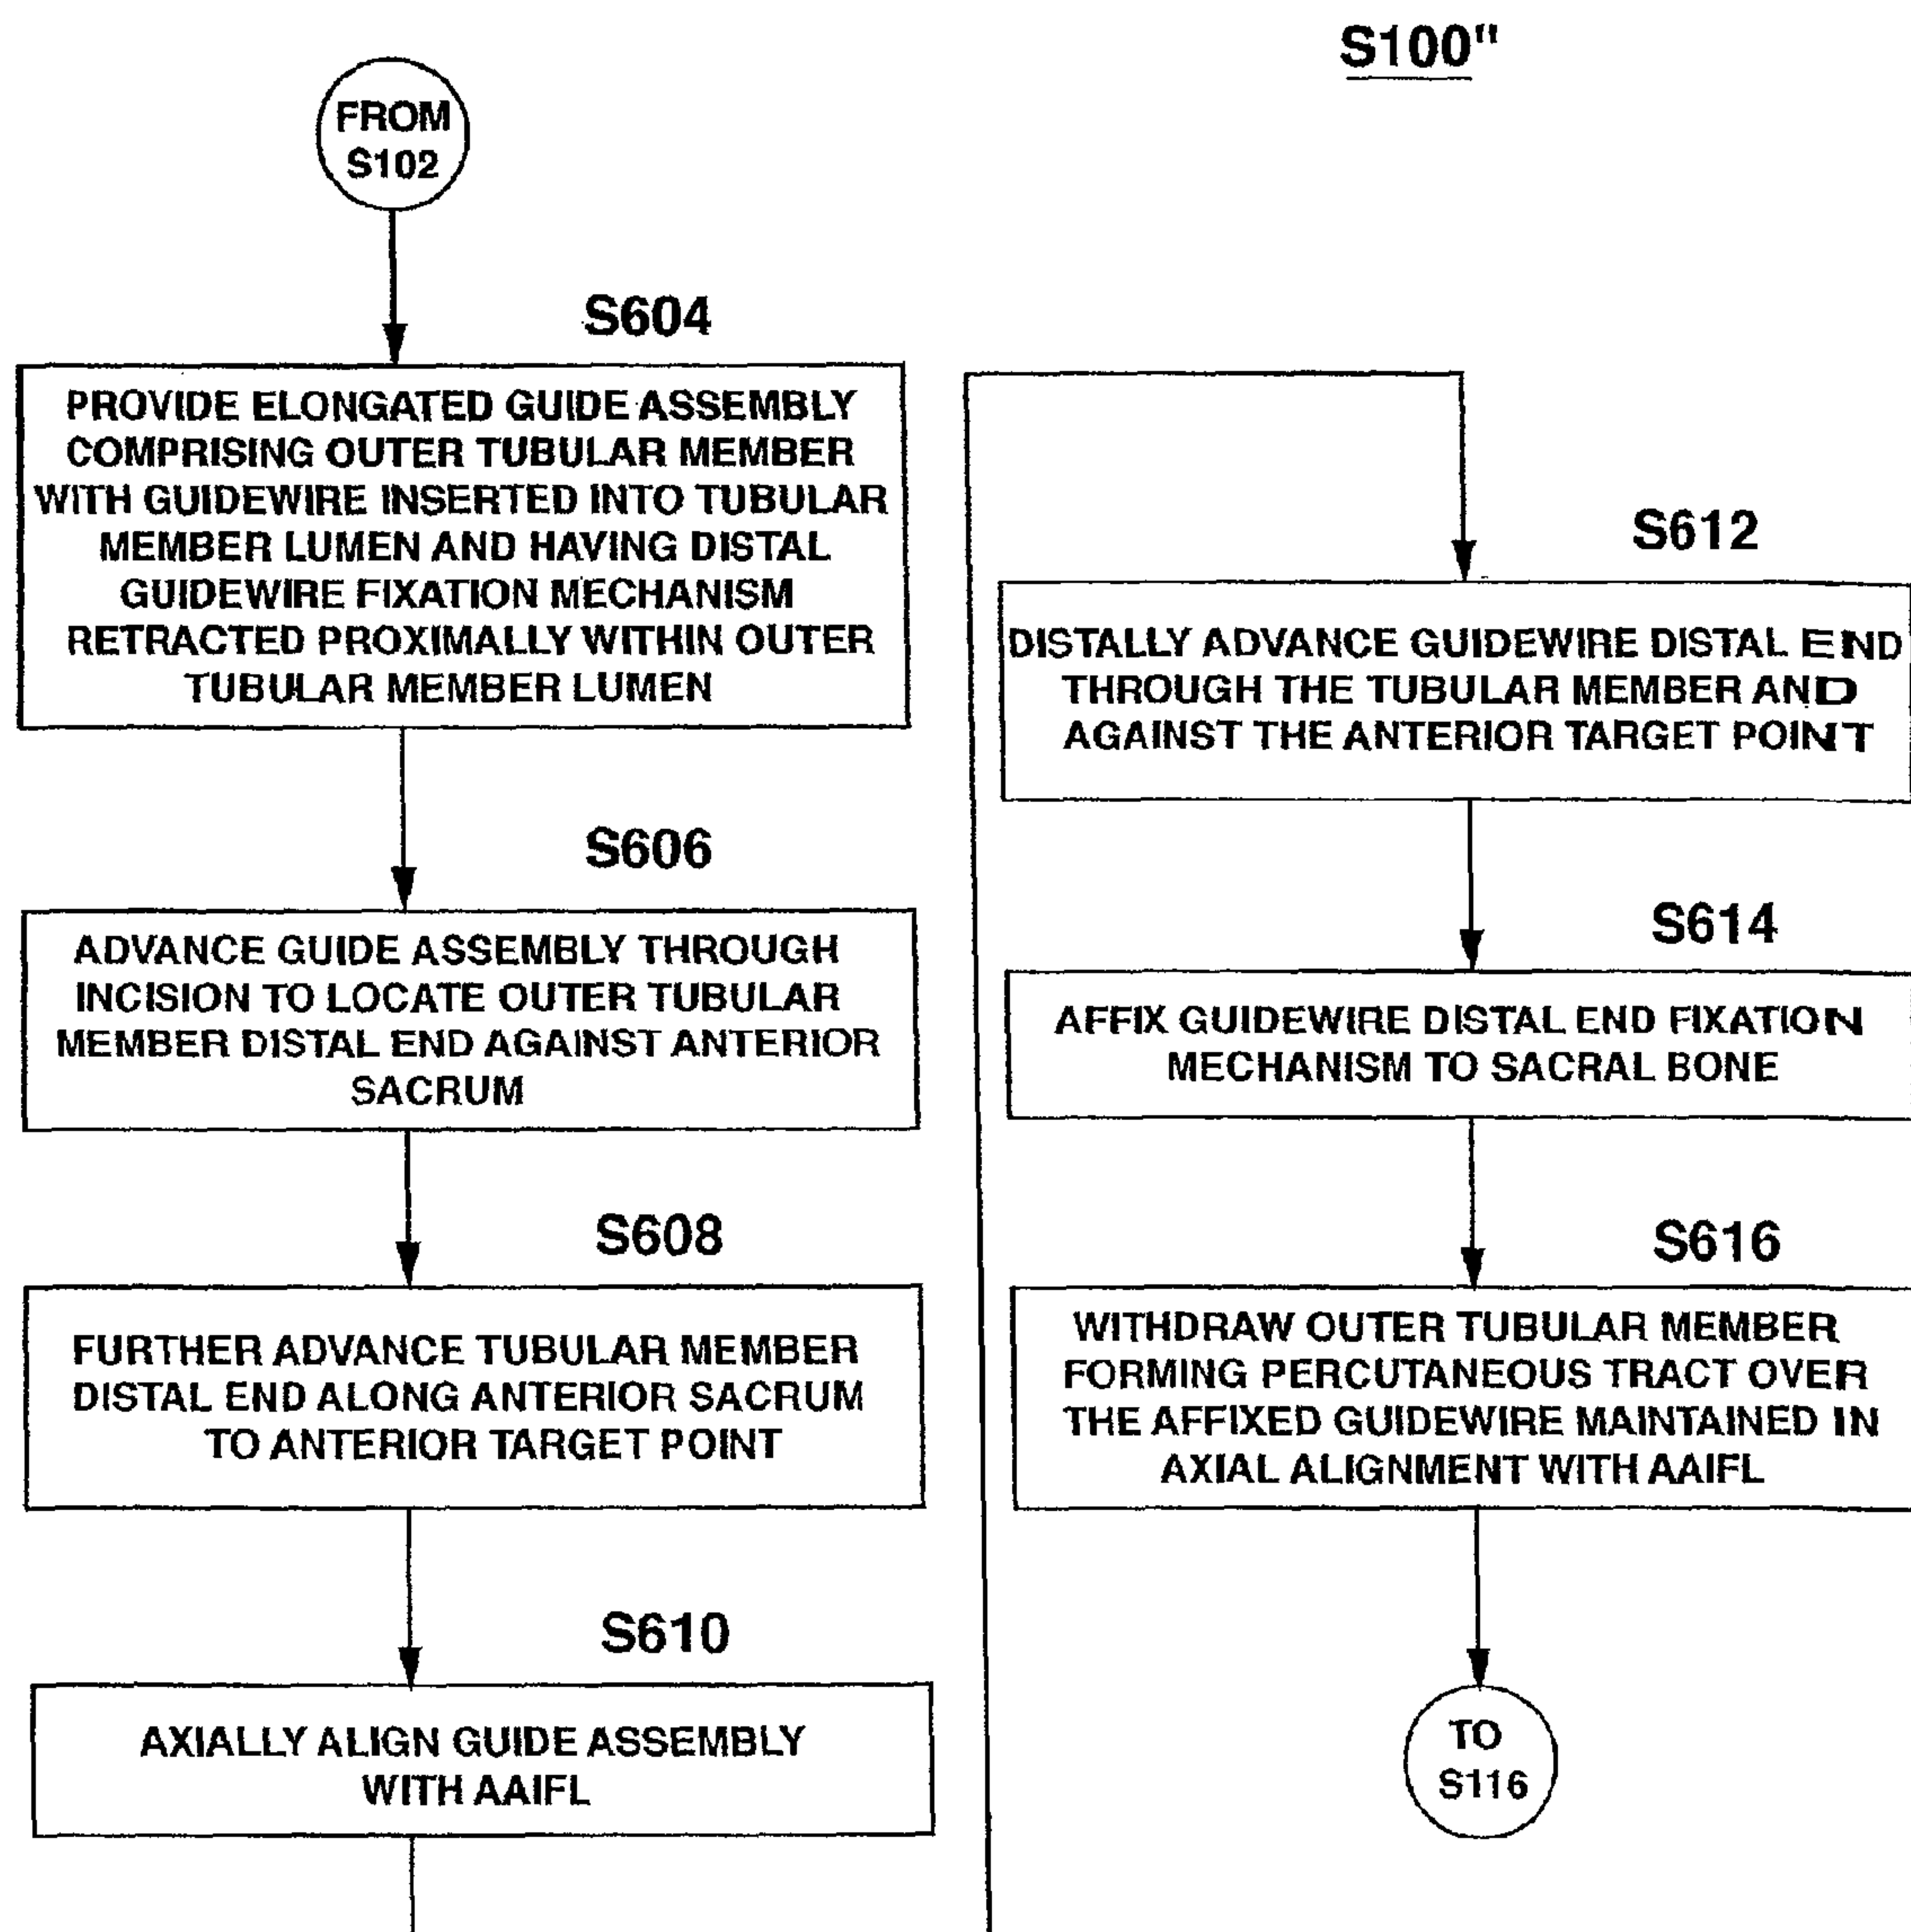 S100"
FROM
S102
S604
PROVIDE ELONGATED GUIDE ASSEMBLY
COMPRISING OUTER TUBULAR MEMBER
WITH GUIDEWIRE INSERTED INTO TUBULAR
MEMBER LUMEN AND HAVING DISTAL
GUIDEWIRE FIXATION MECHANISM
RETRACTED PROXIMALLY WITHIN OUTER
TUBULAR MEMBER LUMEN
S606
ADVANCE GUIDE ASSEMBLY THROUGH
INCISION TO LOCATE OUTER TUBULAR
MEMBER DISTAL END AGAINST ANTERIOR
SACRUM
S608
FURTHER ADVANCE TUBULAR MEMBER
DISTAL END ALONG ANTERIOR SACRUM
TO ANTERIOR TARGET POINT
S610
AXIALLY ALIGN GUIDE ASSEMBLY
WITH AAIFL
S612
DISTALLY ADVANCE GUIDEWIRE DISTAL END
THROUGH THE TUBULAR MEMBER AND
AGAINST THE ANTERIOR TARGET POINT
S614
AFFIX GUIDEWIRE DISTAL END FIXATION
MECHANISM TO SACRAL BONE
S616
WITHDRAW OUTER TUBULAR MEMBER
FORMING PERCUTANEOUS TRACT OVER
THE AFFIXED GUIDEWIRE MAINTAINED IN
AXIAL ALIGNMENT WITH AAIFL
TO
S116